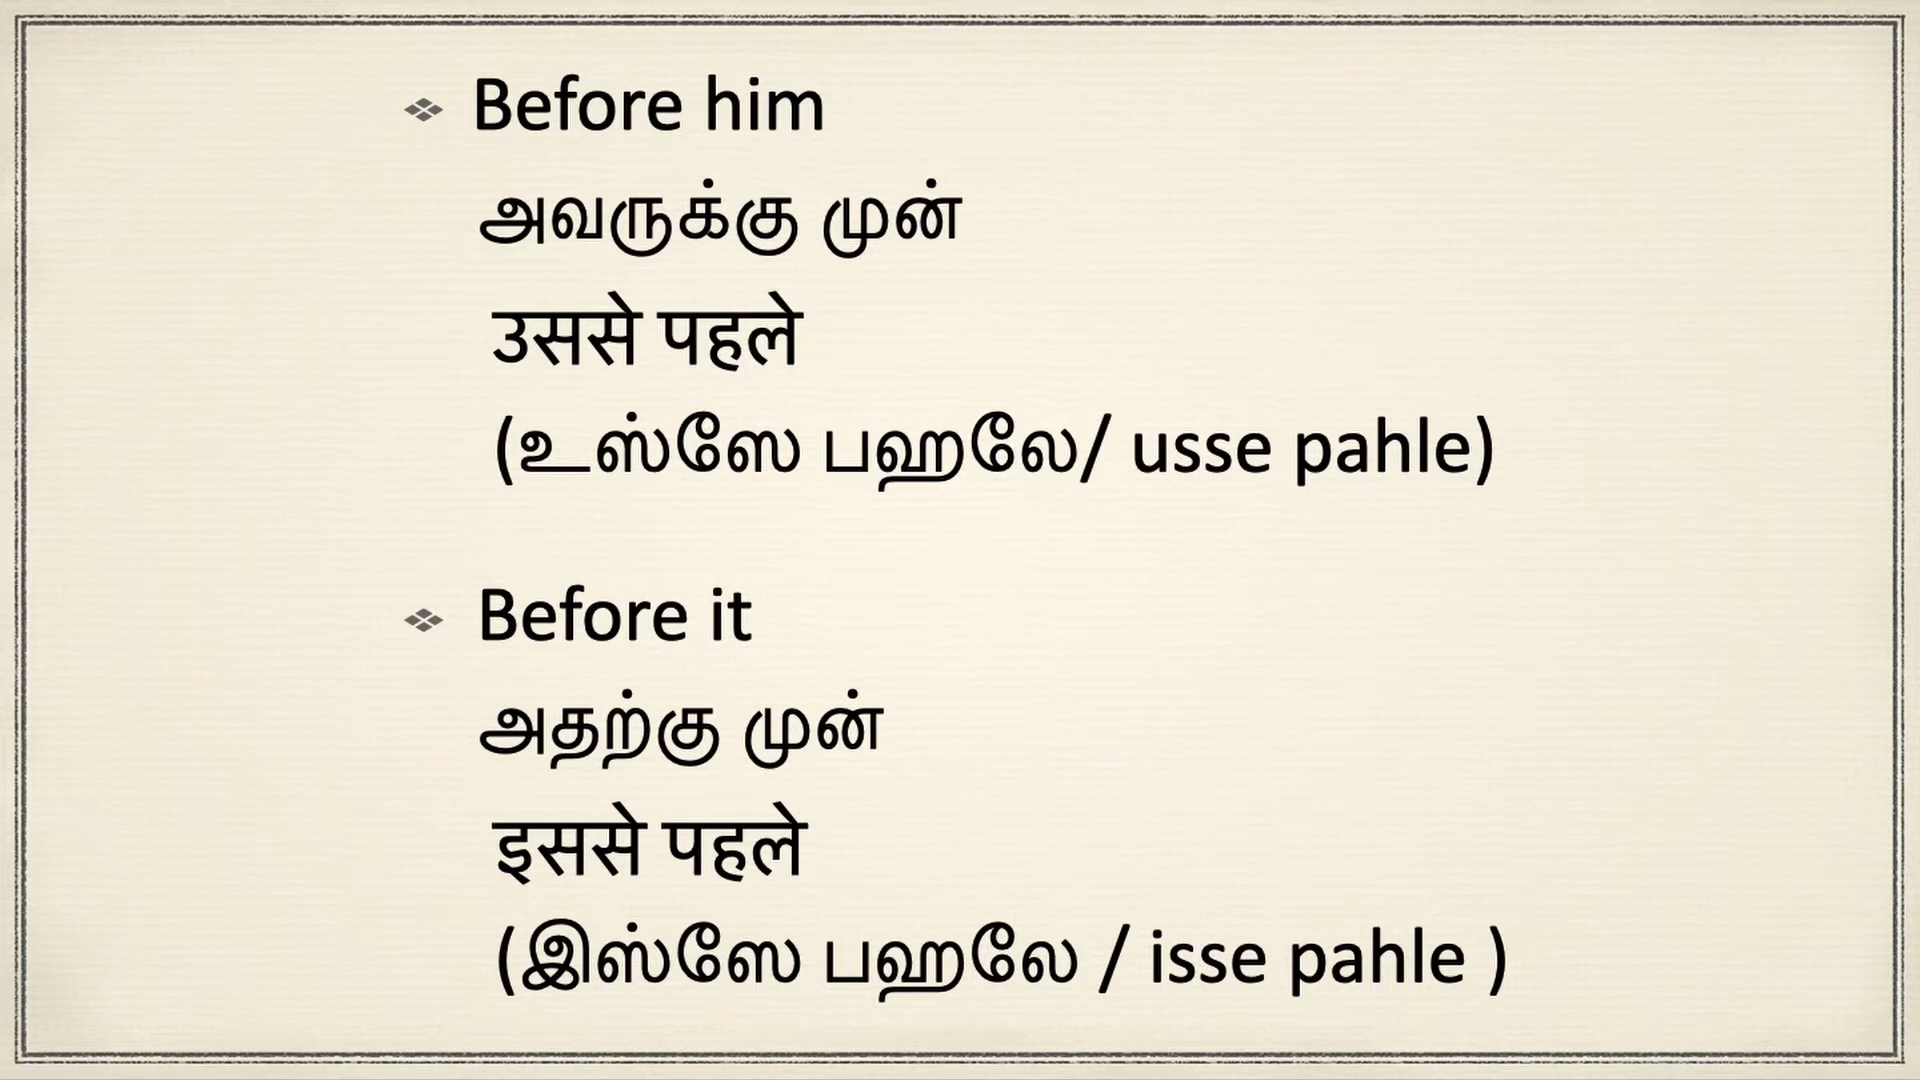 Before him
அவருக்கு முன்
उससे पहले
(உஸ்ஸே பஹலே/ usse pahle)
Before it
அதற்கு முன்
इससे पहले
(இஸ்ஸே பஹலே / isse pahle )